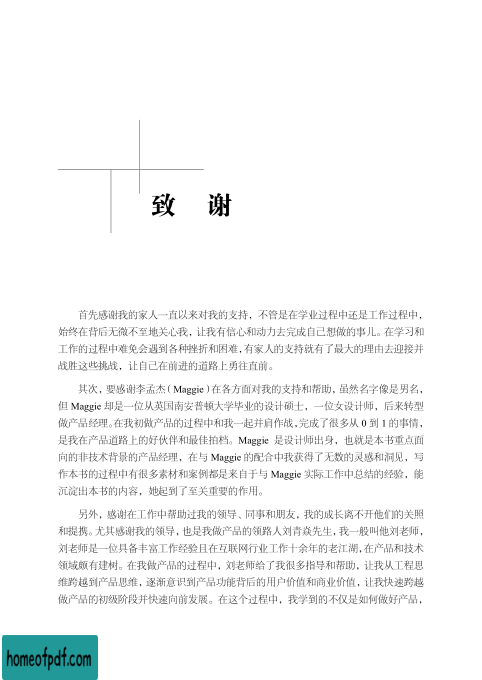 致 谢
首先感谢我的家人一直以来对我的支持，不管是在学业过程中还是工作过程中，
始终在背后无微不至地关心我，让我有信心和动力去完成自己想做的事儿。在学习和
工作的过程中难免会遇到各种挫折和困难，有家人的支持就有了最大的理由去迎接并
战胜这些挑战，让自己在前进的道路上勇往直前。
其次，要感谢李孟杰（Maggie）在各方面对我的支持和帮助，虽然名字像是男名，
但 Maggie 却是一位从英国南安普顿大学毕业的设计硕士，一位女设计师，后来转型
做产品经理。在我初做产品的过程中和我一起并肩作战，完成了很多从 0 到 1 的事情，
是我在产品道路上的好伙伴和最佳拍档。Maggie 是设计师出身，也就是本书重点面
向的非技术背景的产品经理，在与 Maggie 的配合中我获得了无数的灵感和洞见，写
作本书的过程中有很多素材和案例都是来自于与 Maggie 实际工作中总结的经验，能
沉淀出本书的内容，她起到了至关重要的作用。
另外，感谢在工作中帮助过我的领导、同事和朋友，我的成长离不开他们的关照
和提携。尤其感谢我的领导，也是我做产品的领路人刘青焱先生，我一般叫他刘老师，
刘老师是一位具备丰富工作经验且在互联网行业工作十余年的老江湖，在产品和技术
领域颇有建树。在我做产品的过程中，刘老师给了我很多指导和帮助，让我从工程思
维跨越到产品思维，逐渐意识到产品功能背后的用户价值和商业价值，让我快速跨越
做产品的初级阶段并快速向前发展。在这个过程中，我学到的不仅是如何做好产品，
homeofpdf.com